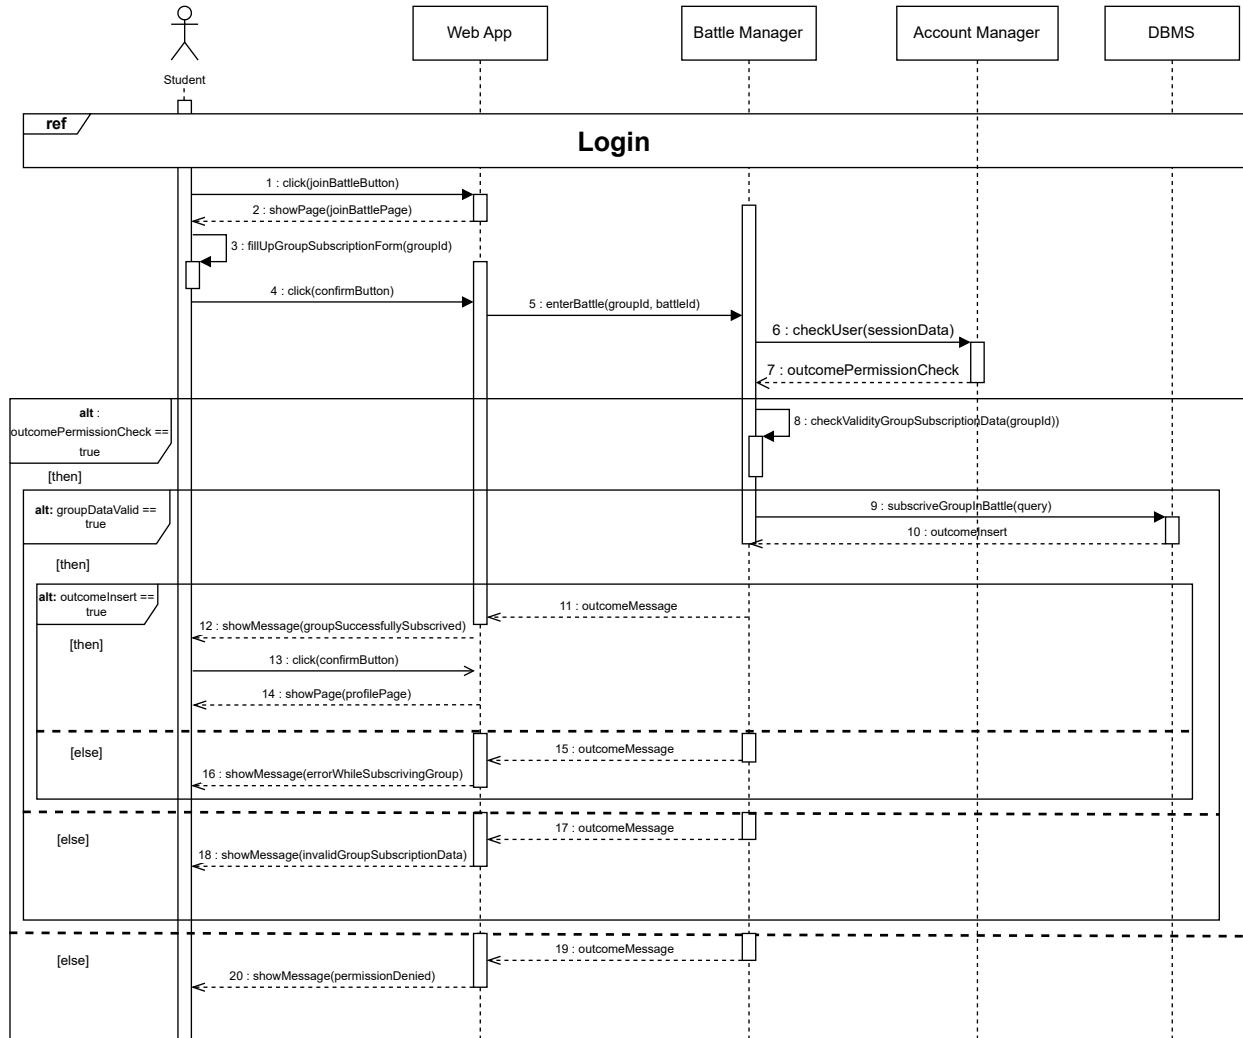 Student
Web App
Battle Manager
Account Manager
DBMS
ref
Login
1 : click(joinBattleButton)
2 : showPage(joinBattlePage)
3 : fillUpGroupSubscriptionForm(groupId)
4 : click(confirmButton)
5 : enterBattle(groupId, battleId)
6 : checkUser(sessionData)
7 : outcomePermissionCheck
alt :
outcomePermissionCheck ==
true
8 : checkValidityGroupSubscriptionData(groupId))
[then]
alt: groupDataValid ==
true
9 : subscriveGroupInBattle(query)
10 : outcomeInsert
[then]
alt: outcomeInsert ==
true
11 : outcomeMessage
12 : showMessage(groupSuccessfullySubscrived)
[then]
13 : click(confirmButton)
14 : showPage(profilePage)
[else]
15 : outcomeMessage
16 : showMessage(errorWhileSubscrivingGroup)
[else]
17 : outcomeMessage
18 : showMessage(invalidGroupSubscriptionData)
[else]
19 : outcomeMessage
20 : showMessage(permissionDenied)